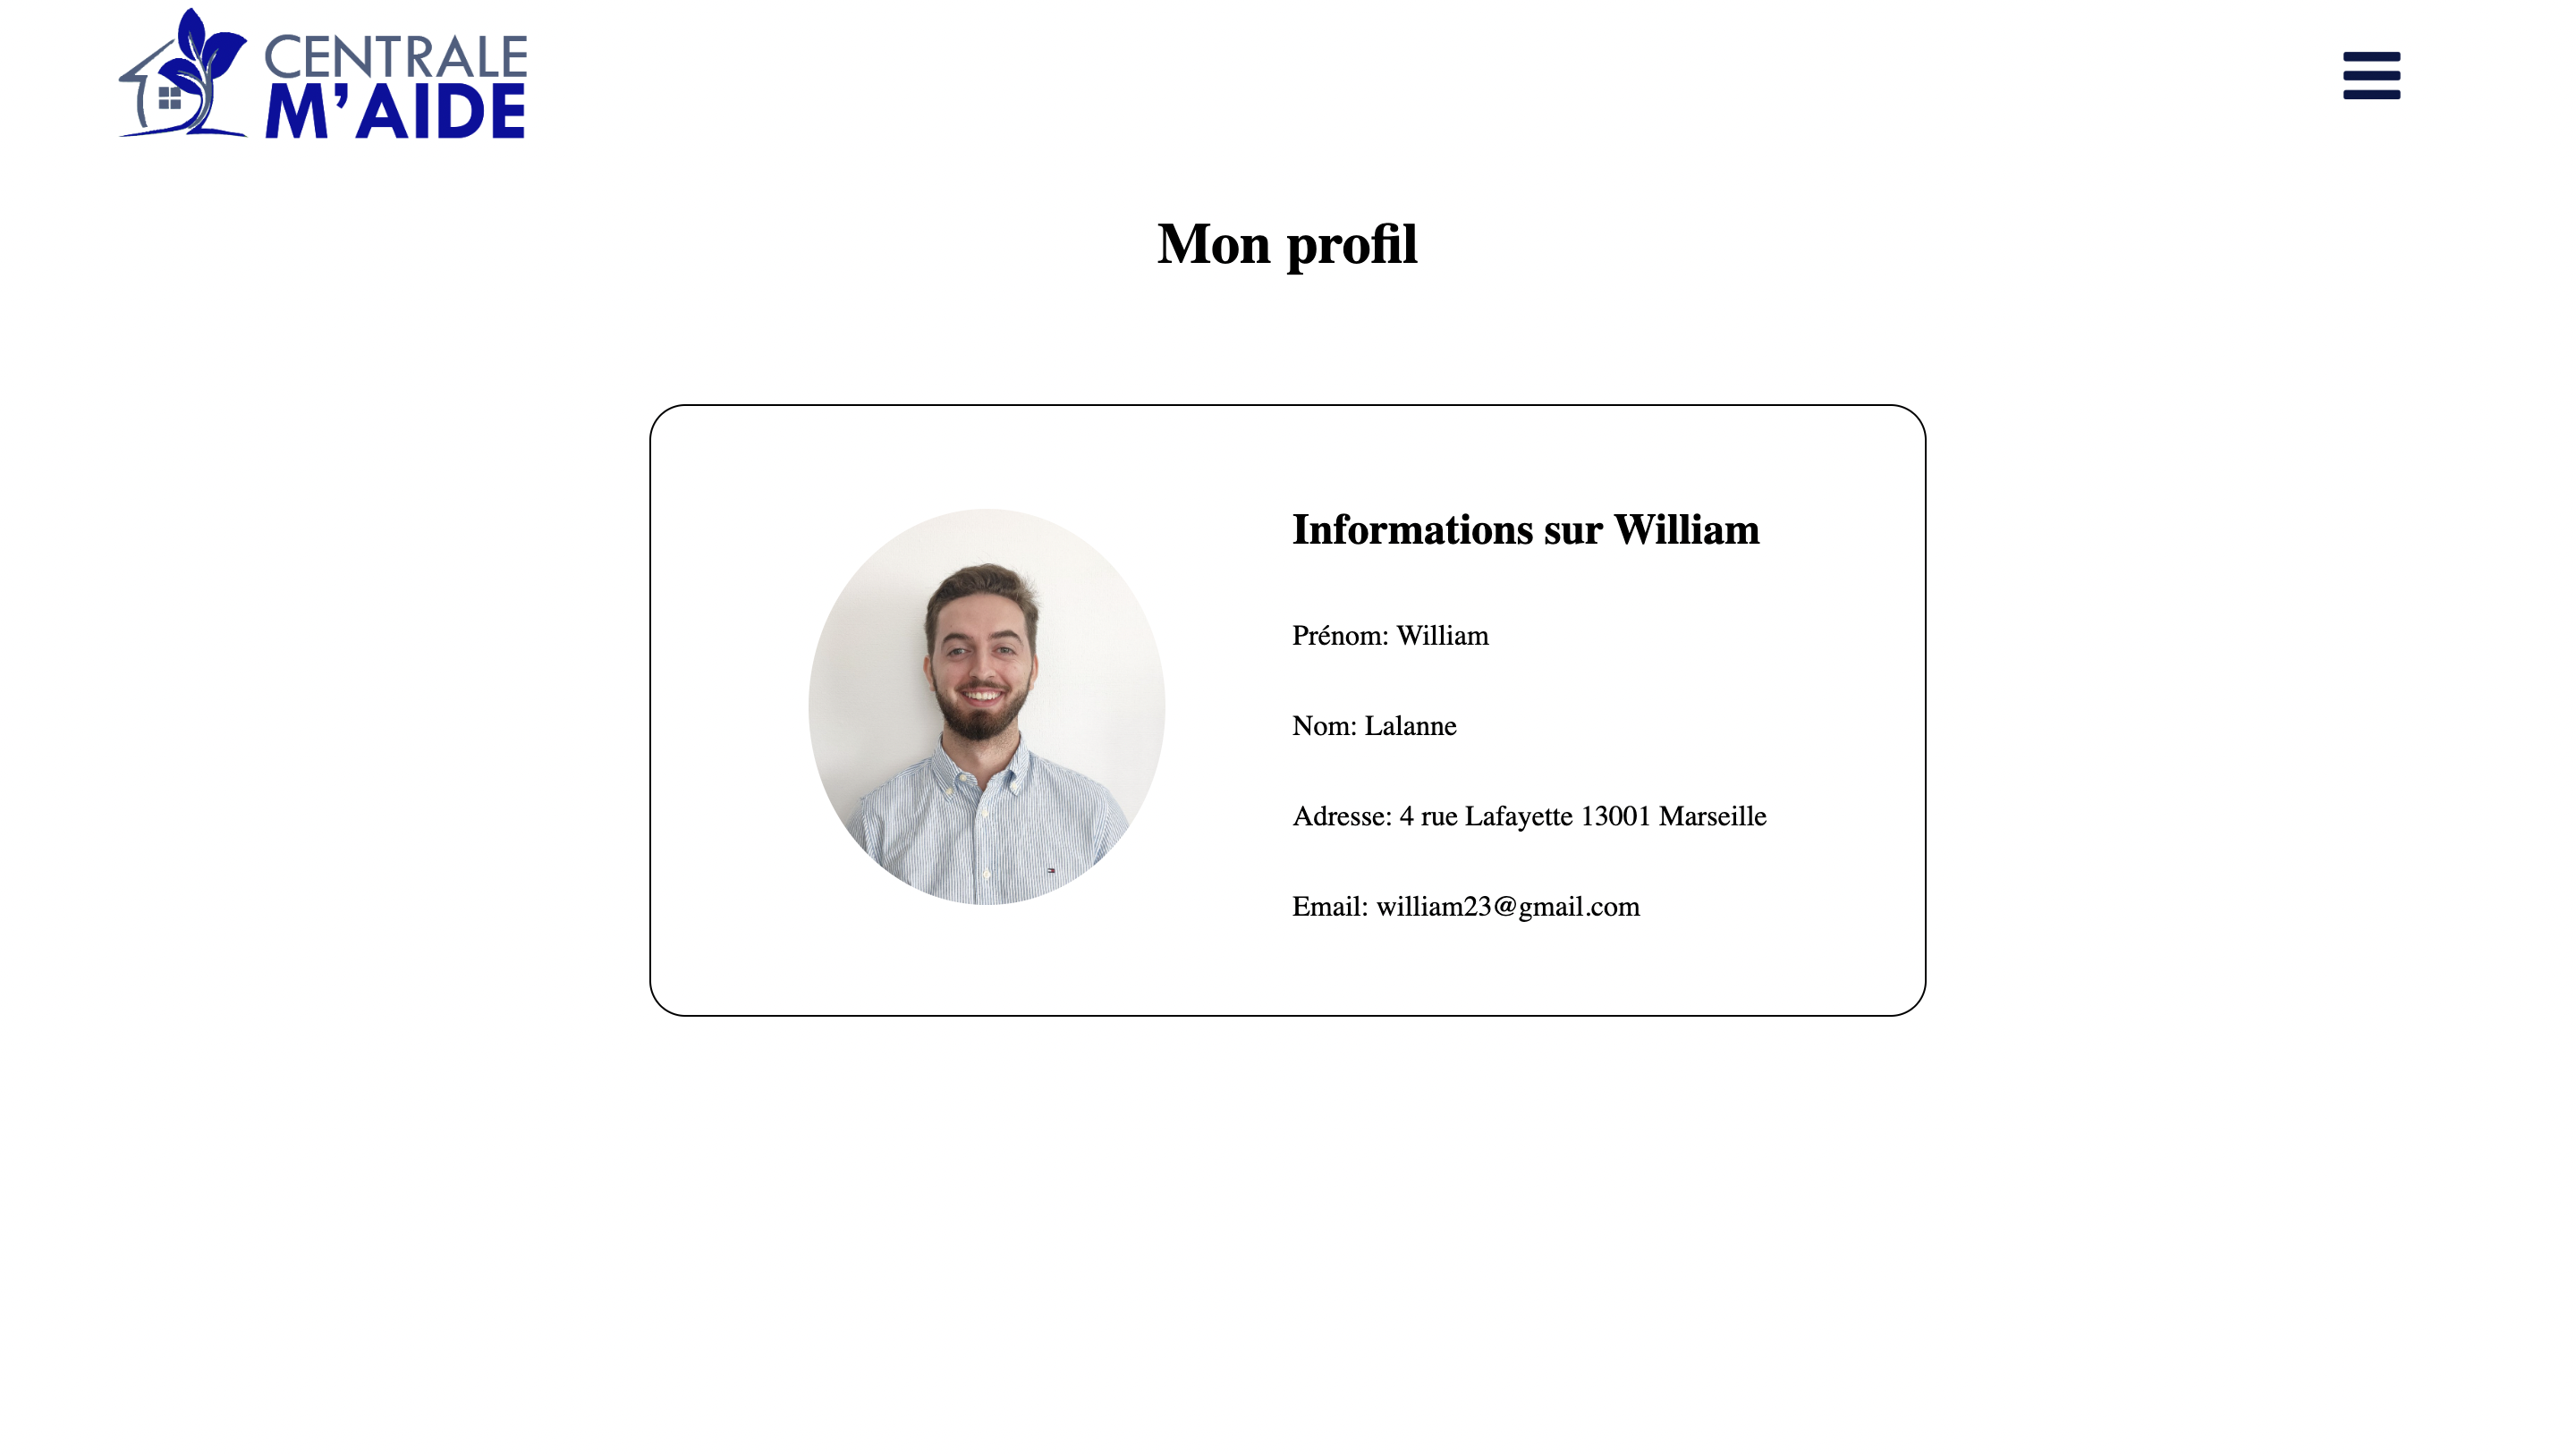 CENTRALE
M’AIDE
Mon profil
Informations sur William
Prénom: William
Nom: Lalanne
Adresse: 4 rue Lafayette 13001 Marseille
Email: william23@gmail.com